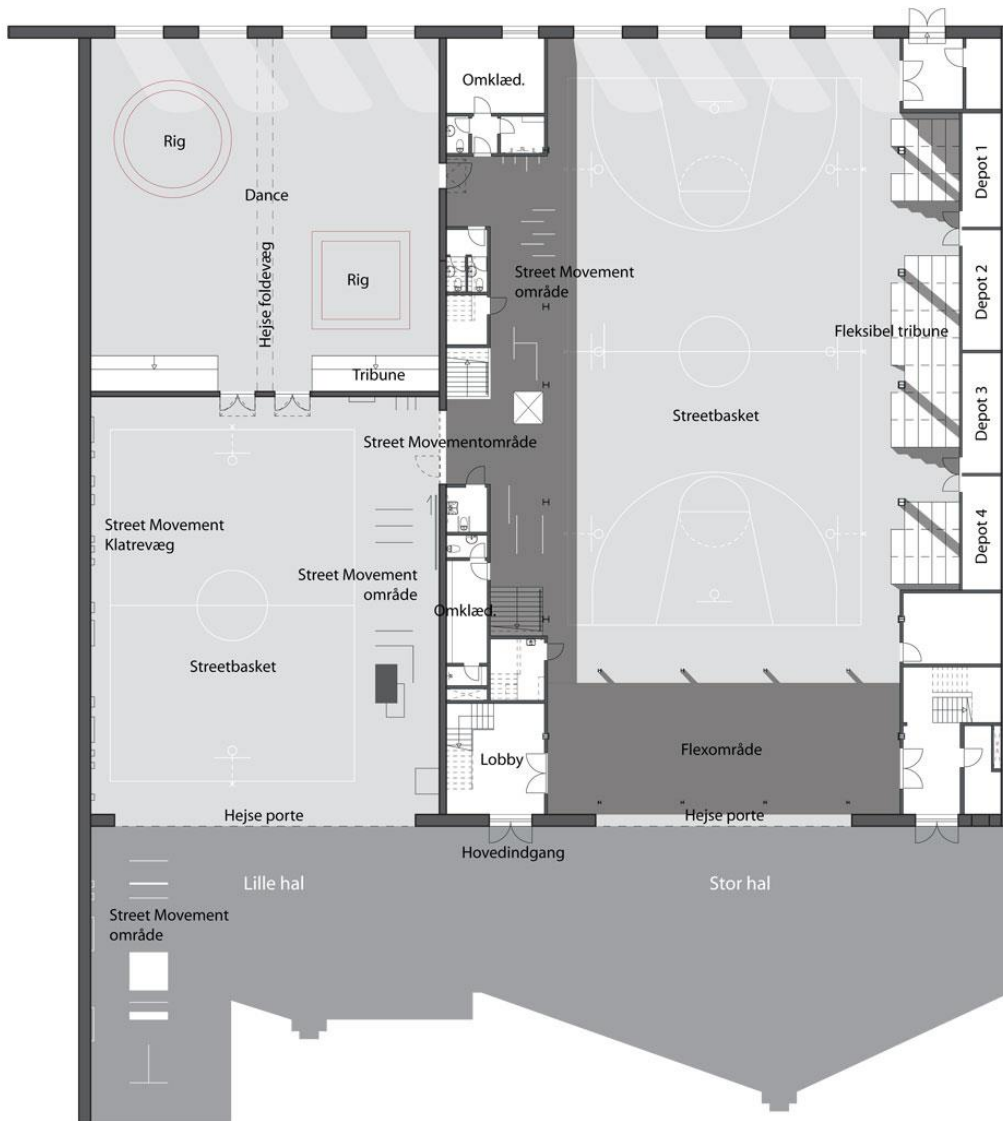 Omklæd.
Rig
Dance
Depot 1
Hejse foldevæg
Rig
Street Movement
område
Depot 2
Fleksibel tribune
Tribune
Depot 3
Streetbasket
Street Movementområde
Depot 4
Street Movement
Klatrevæg
Street Movement
område
Omklæd.
Streetbasket
Lobby
Flexområde
Hejse porte
Hejse porte
Hovedindgang
Lille hal
Stor hal
Street Movement
område